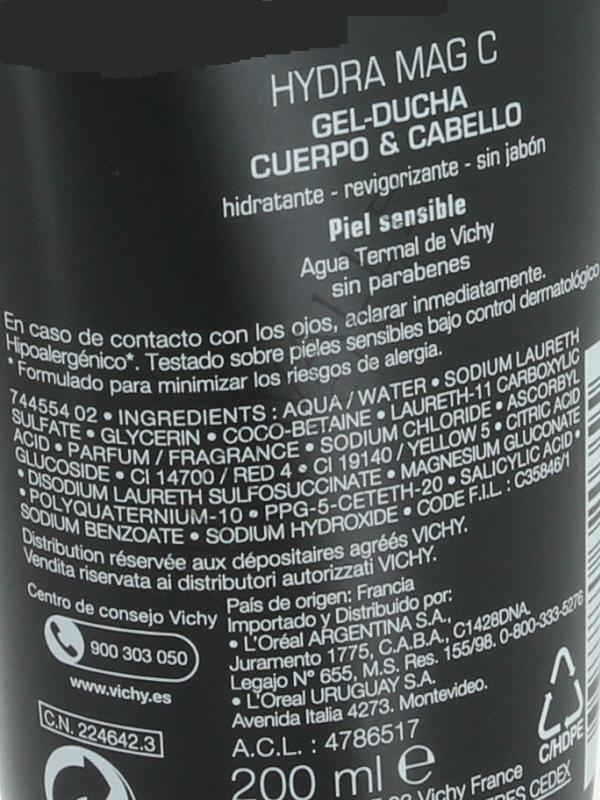 HYDRA MAG C
GEL-DUCHA
CUERPO & CABELLO
hidratante - revigorizante - sin jabón
Piel sensible
Agua Termal de Vichy
sin parabenes
En caso de contacto con los ojos, aclarar inmediatamente.
Hipoalergénico*. Testado sobre pieles sensibles bajo control dermatológico
* Formulado para minimizar los riesgos de alergia.
744554 02 • INGREDIENTS : AQUA / WATER • SODIUM LAURETH
SULFATE • GLYCERIN • COCO-BETAINE • LAURETH-11 CARBOXYLIC
ACID • PARFUM / FRAGRANCE • SODIUM CHLORIDE • ASCORBYL
GLUCOSIDE • CI 14700 / RED 4 • CI 19140 / YELLOW 5 • CITRIC ACID
• DISODIUM LAURETH SULFOSUCCINATE • MAGNESIUM GLUCONATE
• POLYQUATERNIUM-10 • PPG-5-CETETH-20 • SALICYLIC ACID •
SODIUM BENZOATE • SODIUM HYDROXIDE • CODE F.I.L. : C35846/1
Distribution réservée aux dépositaires agréés VICHY.
Vendita riservata ai distributori autorizzati VICHY.
Centro de consejo Vichy
900 303 050
www.vichy.es
C.N. 224642.3
País de origen: Francia
Importado y Distribuido por:
• L'Oréal ARGENTINA S.A.,
Juramento 1775, C.A.B.A., C1428DNA.
Legajo Nº 655, M.S. Res. 155/98. 0-800-333-5276
• L'Oreal URUGUAY S.A.
Avenida Italia 4273. Montevideo.
A.C.L. : 4786517
200 ml e
C/HDPE
Vichy France
CEDEX